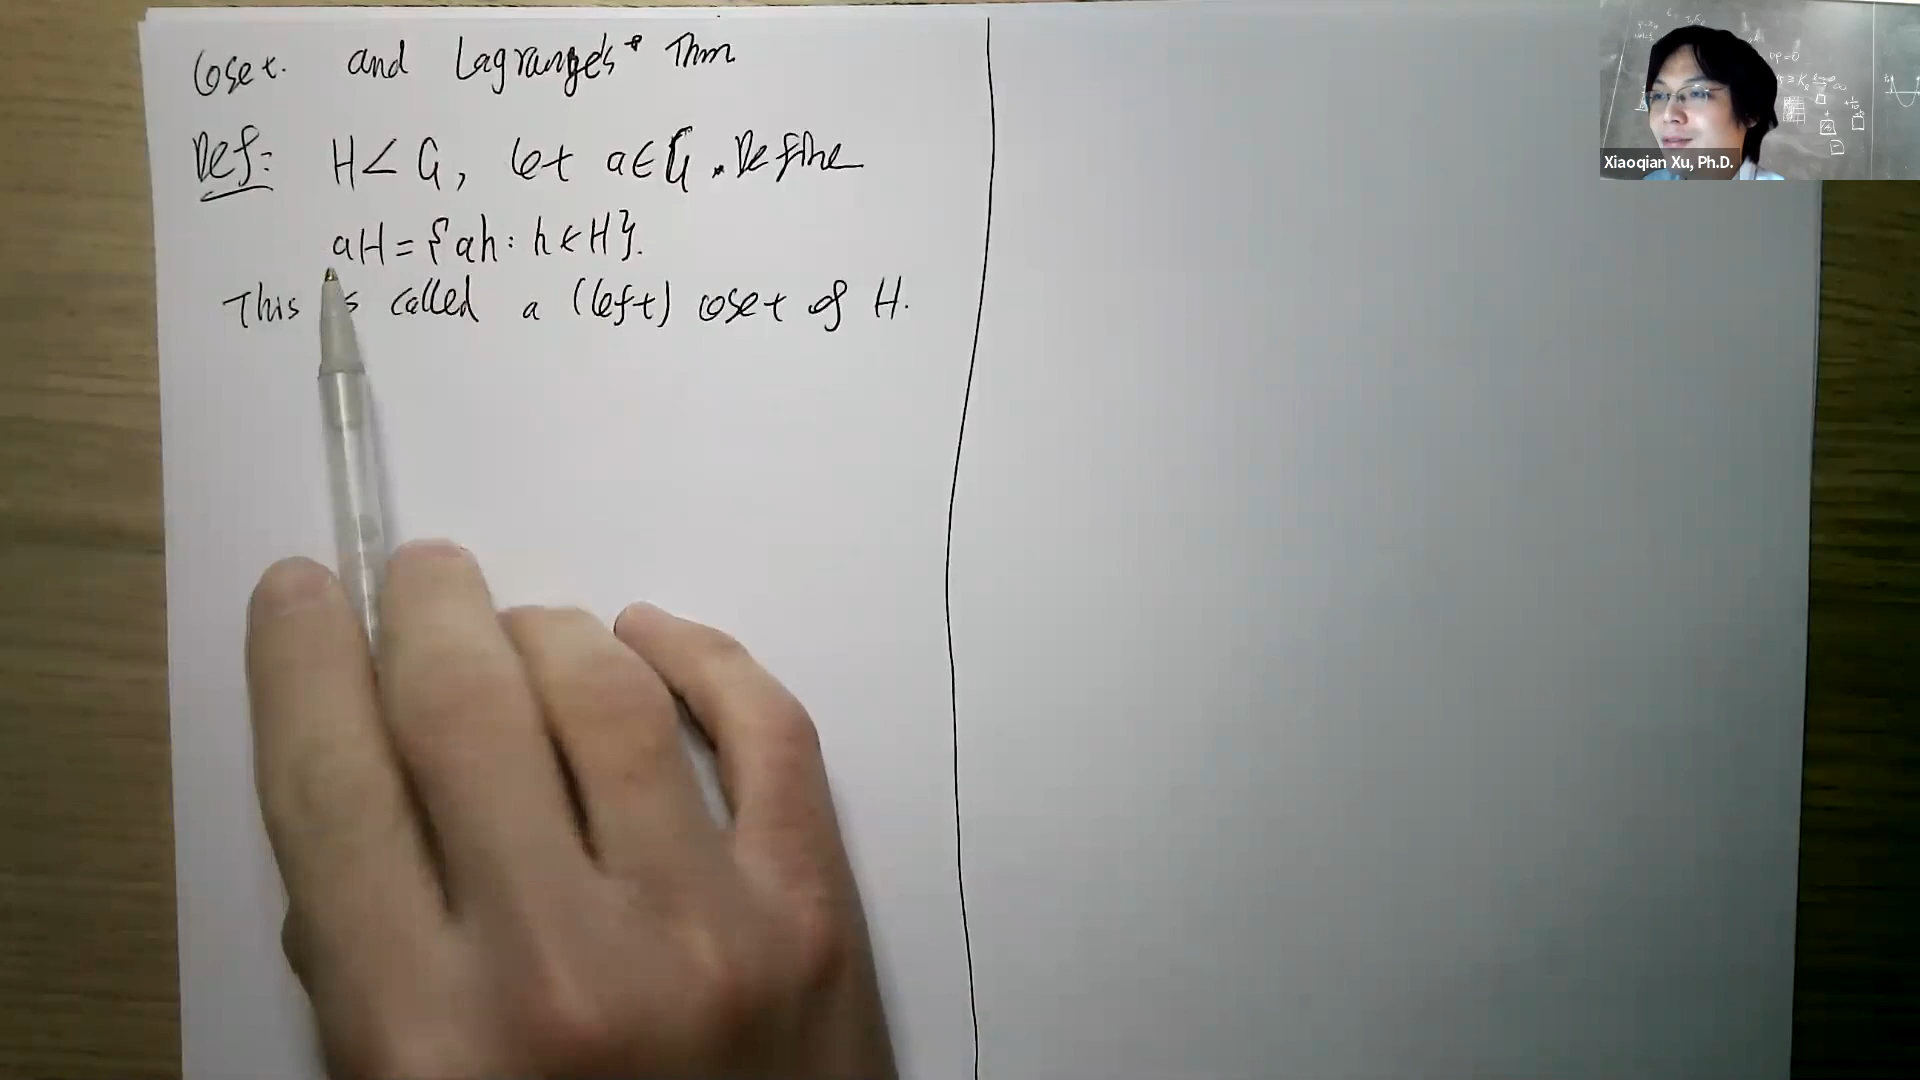 Coset. and Lagrange's Thm
Def: H < G, let a ∈ G. Define
aH = { ah : h ∈ H }.
This is called a (left) coset of H.
Xiaoqian Xu, Ph.D.